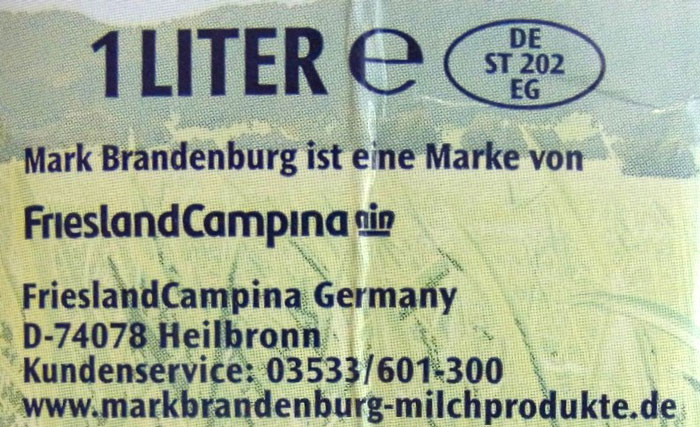 1 LITER ℮
DE
ST 202
EG
Mark Brandenburg ist eine Marke von
FrieslandCampina
FrieslandCampina Germany
D-74078 Heilbronn
Kundenservice: 03533/601-300
www.markbrandenburg-milchprodukte.de